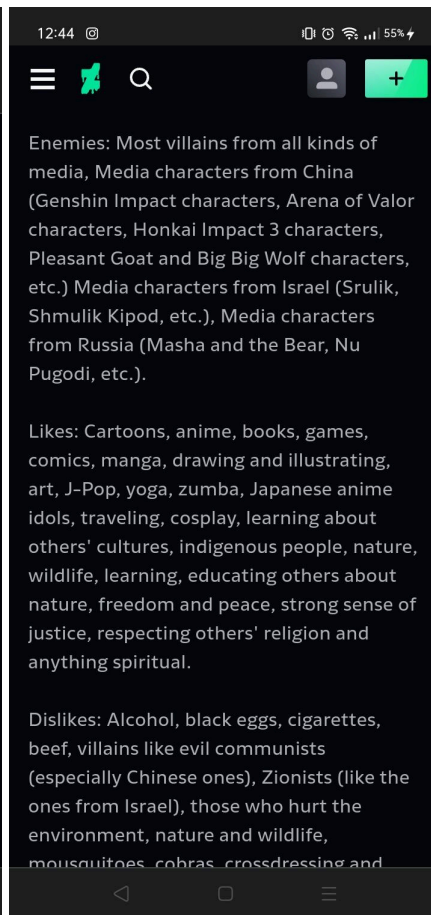 12:44
55%
+
Enemies: Most villains from all kinds of
media, Media characters from China
(Genshin Impact characters, Arena of Valor
characters, Honkai Impact 3 characters,
Pleasant Goat and Big Big Wolf characters,
etc.) Media characters from Israel (Srulik,
Shmulik Kipod, etc.), Media characters
from Russia (Masha and the Bear, Nu
Pugodi, etc.).
Likes: Cartoons, anime, books, games,
comics, manga, drawing and illustrating,
art, J-Pop, yoga, zumba, Japanese anime
idols, traveling, cosplay, learning about
others' cultures, indigenous people, nature,
wildlife, learning, educating others about
nature, freedom and peace, strong sense of
justice, respecting others' religion and
anything spiritual.
Dislikes: Alcohol, black eggs, cigarettes,
beef, villains like evil communists
(especially Chinese ones), Zionists (like the
ones from Israel), those who hurt the
environment, nature and wildlife,
mousquitoes, cobras, crossdressing and